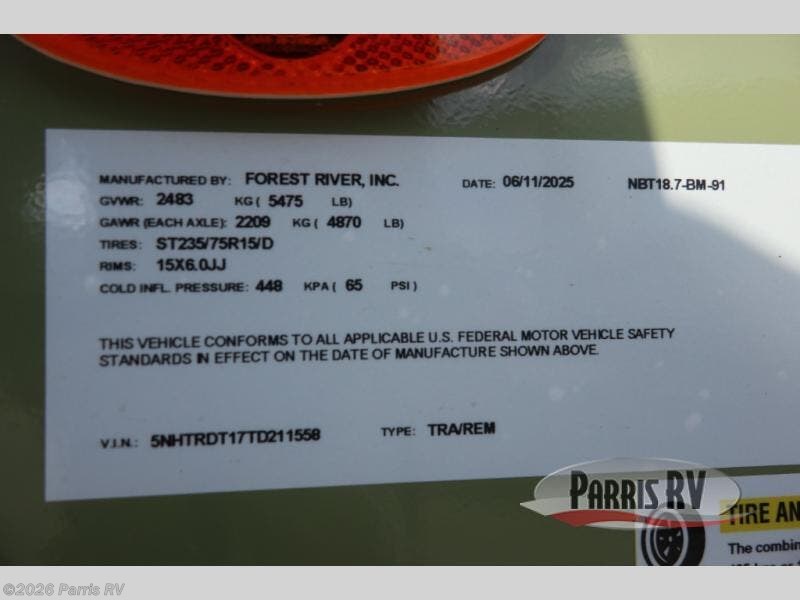 MANUFACTURED BY: FOREST RIVER, INC. DATE: 06/11/2025 NBT18.7-BM-91
GVWR: 2483 KG ( 5475 LB)
GAWR (EACH AXLE): 2209 KG ( 4870 LB)
TIRES: ST235/75R15/D
RIMS: 15X6.0JJ
COLD INFL. PRESSURE: 448 KPA ( 65 PSI )
THIS VEHICLE CONFORMS TO ALL APPLICABLE U.S. FEDERAL MOTOR VEHICLE SAFETY
STANDARDS IN EFFECT ON THE DATE OF MANUFACTURE SHOWN ABOVE.
V.I.N.: 5NHTRDT17TD211558 TYPE: TRA/REM
PARRIS RV
TIRE AN
The combin
©2026 Parris RV